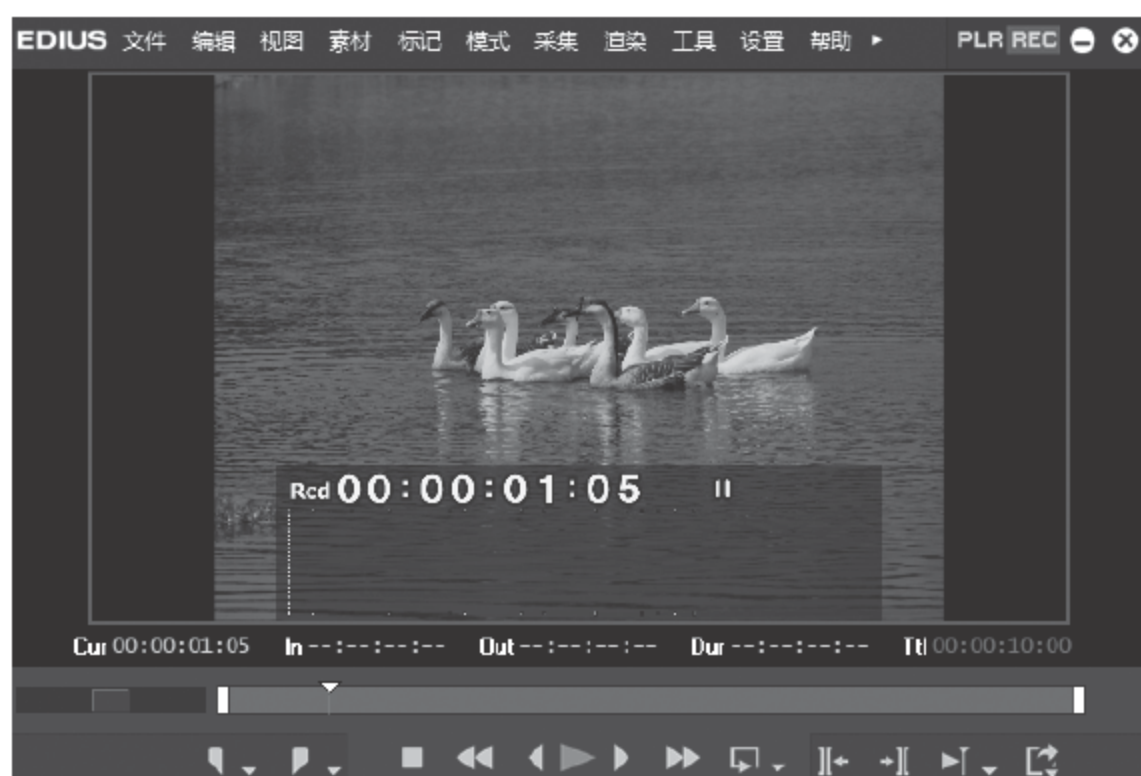 EDIUS 文件 编辑 视图 素材 标记 模式 采集 渲染 工具 设置 帮助 PLR REC
Rcd 00:00:01:05
Cur 00:00:01:05 In --:--:--:-- Out --:--:--:-- Dur --:--:--:-- Ttl 00:00:10:00